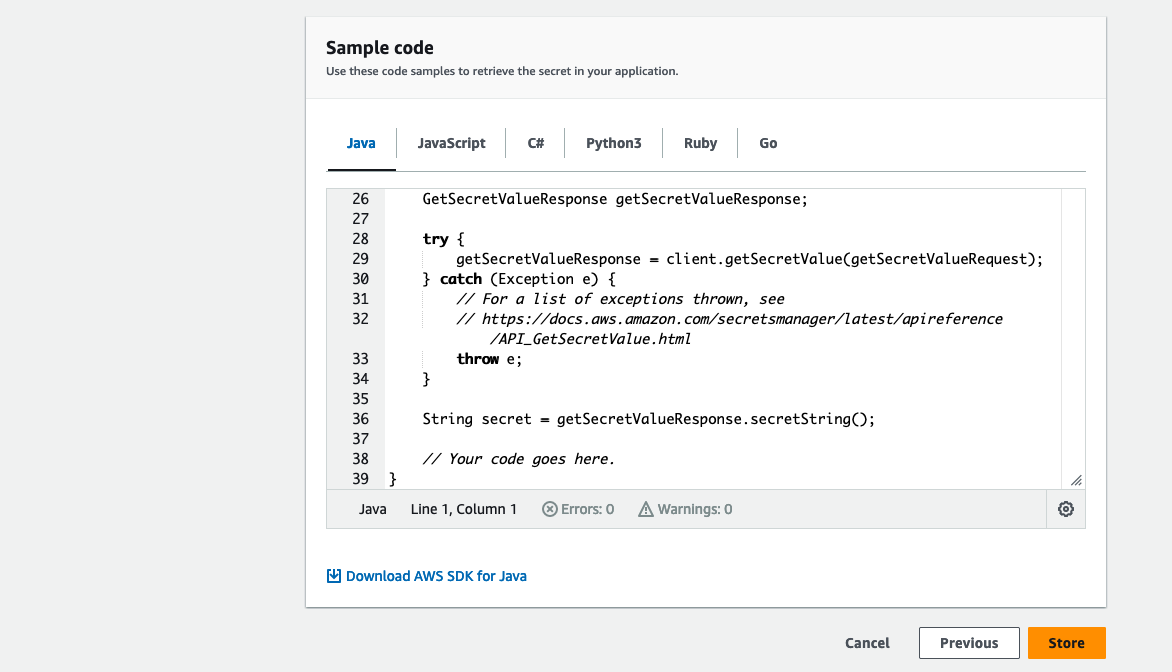 Sample code
Use these code samples to retrieve the secret in your application.
Java JavaScript C# Python3 Ruby Go
26 GetSecretValueResponse getSecretValueResponse;
27
28 try {
29 getSecretValueResponse = client.getSecretValue(getSecretValueRequest);
30 } catch (Exception e) {
31 // For a list of exceptions thrown, see
32 // https://docs.aws.amazon.com/secretsmanager/latest/apireference
/API_GetSecretValue.html
33 throw e;
34 }
35
36 String secret = getSecretValueResponse.secretString();
37
38 // Your code goes here.
39 }
Java Line 1, Column 1 Errors: 0 Warnings: 0
Download AWS SDK for Java
Cancel Previous Store